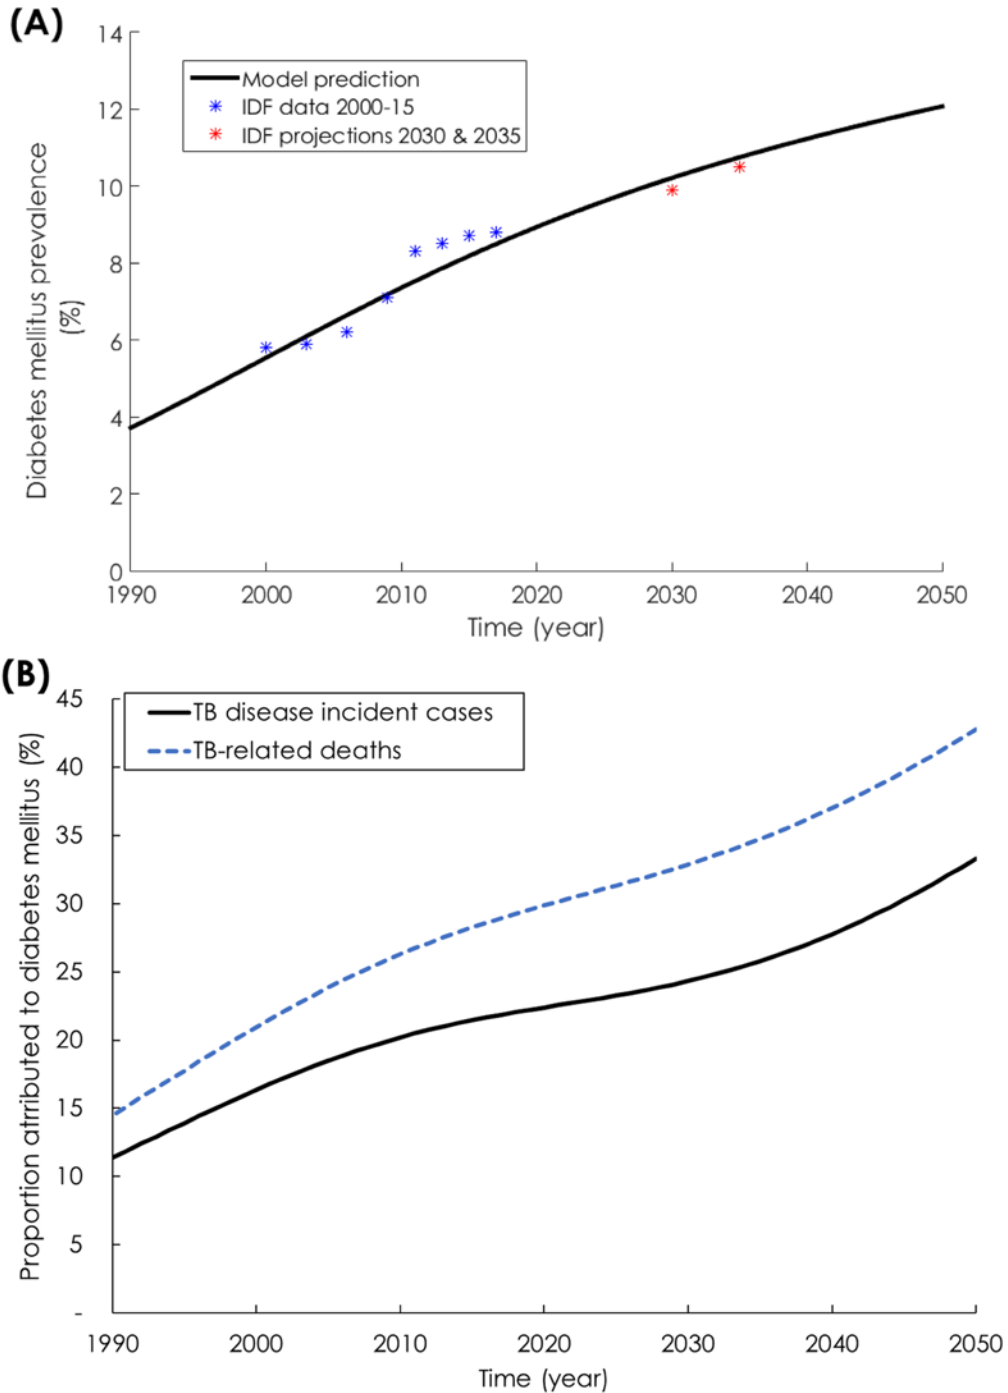 (A)
14
12
10
8
6
4
2
0
Diabetes mellitus prevalence
(%)
Model prediction
IDF data 2000-15
IDF projections 2030 & 2035
1990 2000 2010 2020 2030 2040 2050
Time (year)
(B)
45
40
35
30
25
20
15
10
5
-
Proportion atrributed to diabetes mellitus (%)
TB disease incident cases
TB-related deaths
1990 2000 2010 2020 2030 2040 2050
Time (year)